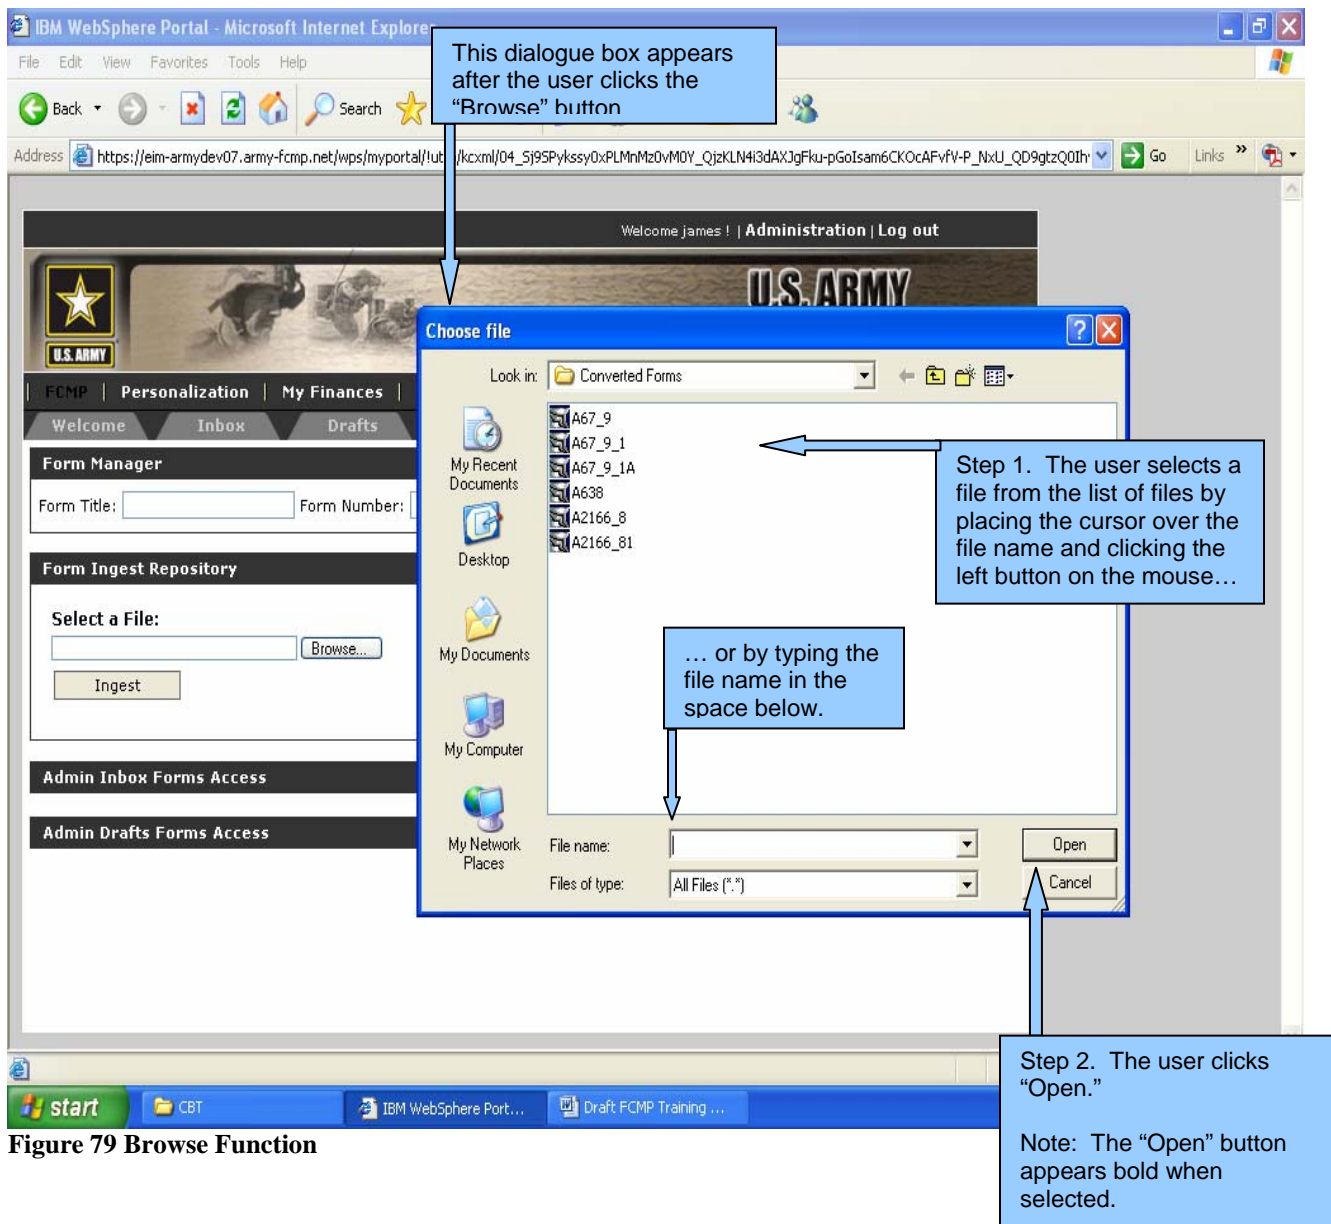 IBM WebSphere Portal - Microsoft Internet Explore
File Edit View Favorites Tools Help
This dialogue box appears
after the user clicks the
“Browse” button
Back
Search
Address
Go
Links »
Welcome james ! | Administration | Log out
U.S. ARMY
U.S. ARMY
FCMP | Personalization | My Finances |
Welcome Inbox Drafts
Form Manager
Form Title: Form Number:
Form Ingest Repository
Select a File:
Browse...
Ingest
Admin Inbox Forms Access
Admin Drafts Forms Access
Choose file
Look in: Converted Forms
My Recent
Documents
Desktop
My Documents
My Computer
My Network
Places
A67_9
A67_9_1
A67_9_1A
A638
A2166_8
A2166_81
Step 1. The user selects a
file from the list of files by
placing the cursor over the
file name and clicking the
left button on the mouse…
… or by typing the
file name in the
space below.
File name:
Open
Files of type: All Files (*.*)
Cancel
Step 2. The user clicks
“Open.”
Note: The “Open” button
appears bold when
selected.
start
CBT
IBM WebSphere Port...
Draft FCMP Training ...
Figure 79 Browse Function